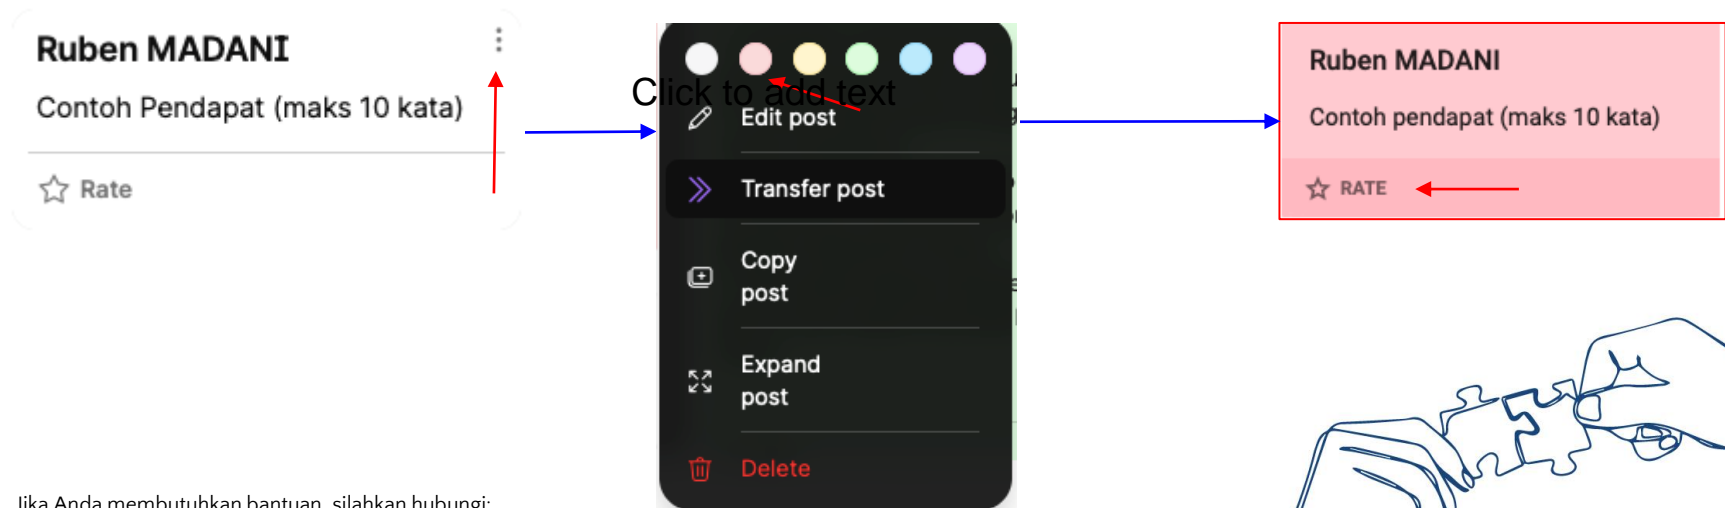 Ruben MADANI
Contoh Pendapat (maks 10 kata)
Rate
Click to add text
Edit post
Transfer post
Copy
post
Expand
post
Delete
Ruben MADANI
Contoh pendapat (maks 10 kata)
RATE
Jika Anda membutuhkan bantuan, silahkan hubungi: